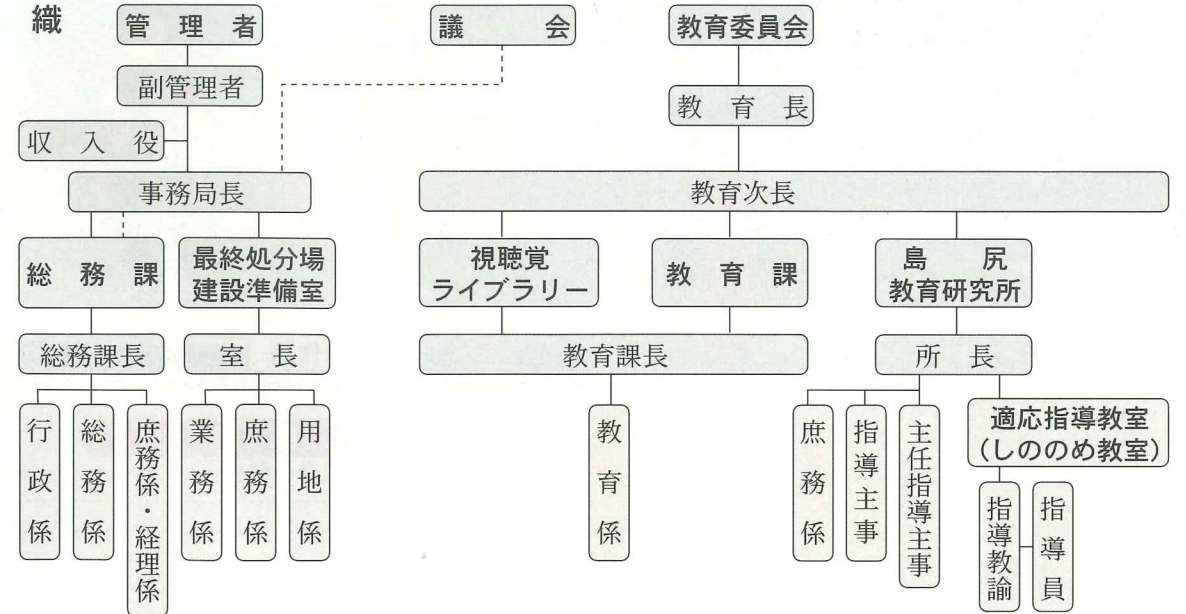 織
管理者
議会
教育委員会
副管理者
教育長
収入役
事務局長
教育次長
総務課
最終処分場
建設準備室
視聴覚
ライブラリー
教育課
島尻
教育研究所
総務課長
室長
教育課長
所長
行政係
総務係
庶務係・経理係
業務係
庶務係
用地係
教育係
庶務係
指導主事
主任指導主事
適応指導教室
(しののめ教室)
指導教諭
指導員